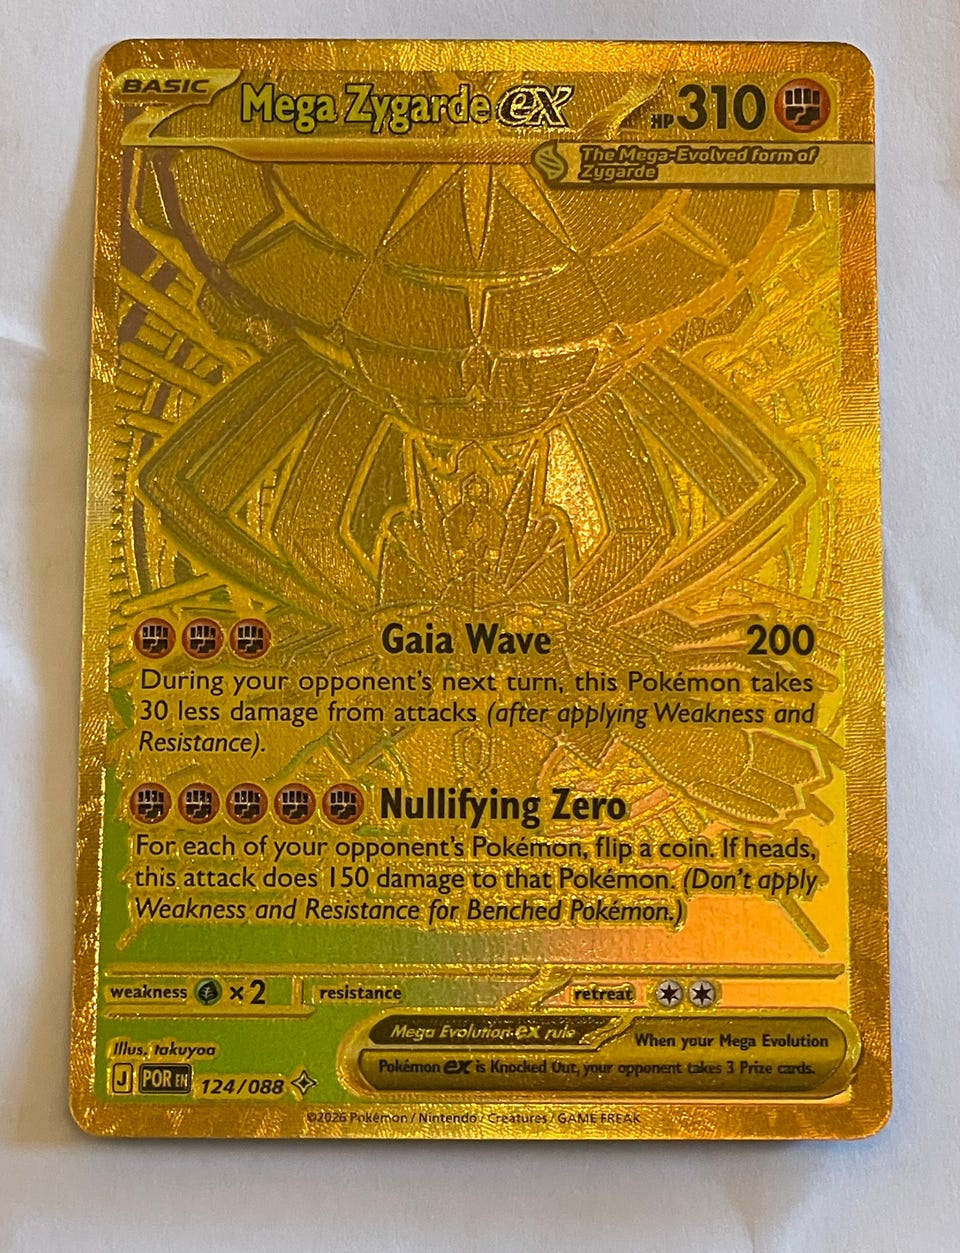 BASIC
Mega Zygarde ex HP 310
The Mega-Evolved form of
Zygarde
Gaia Wave 200
During your opponent's next turn, this Pokémon takes
30 less damage from attacks (after applying Weakness and
Resistance).
Nullifying Zero
For each of your opponent's Pokémon, flip a coin. If heads,
this attack does 150 damage to that Pokémon. (Don't apply
Weakness and Resistance for Benched Pokémon.)
weakness ×2 resistance retreat
Mega Evolution ex rule When your Mega Evolution
Pokémon ex is Knocked Out, your opponent takes 3 Prize cards.
Illus. takuyoa
J POR EN 124/088
©2026 Pokémon / Nintendo / Creatures / GAME FREAK